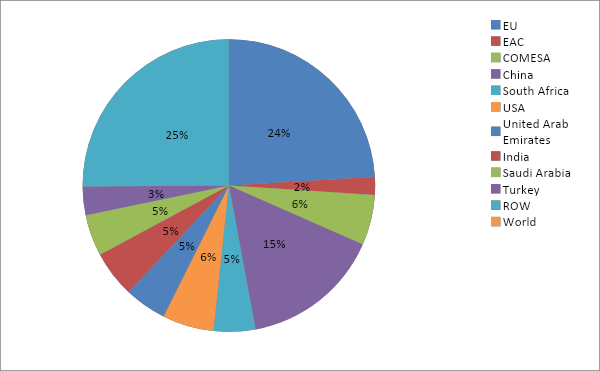 24%
2%
6%
15%
5%
6%
5%
5%
5%
3%
25%
EU
EAC
COMESA
China
South Africa
USA
United Arab
Emirates
India
Saudi Arabia
Turkey
ROW
World